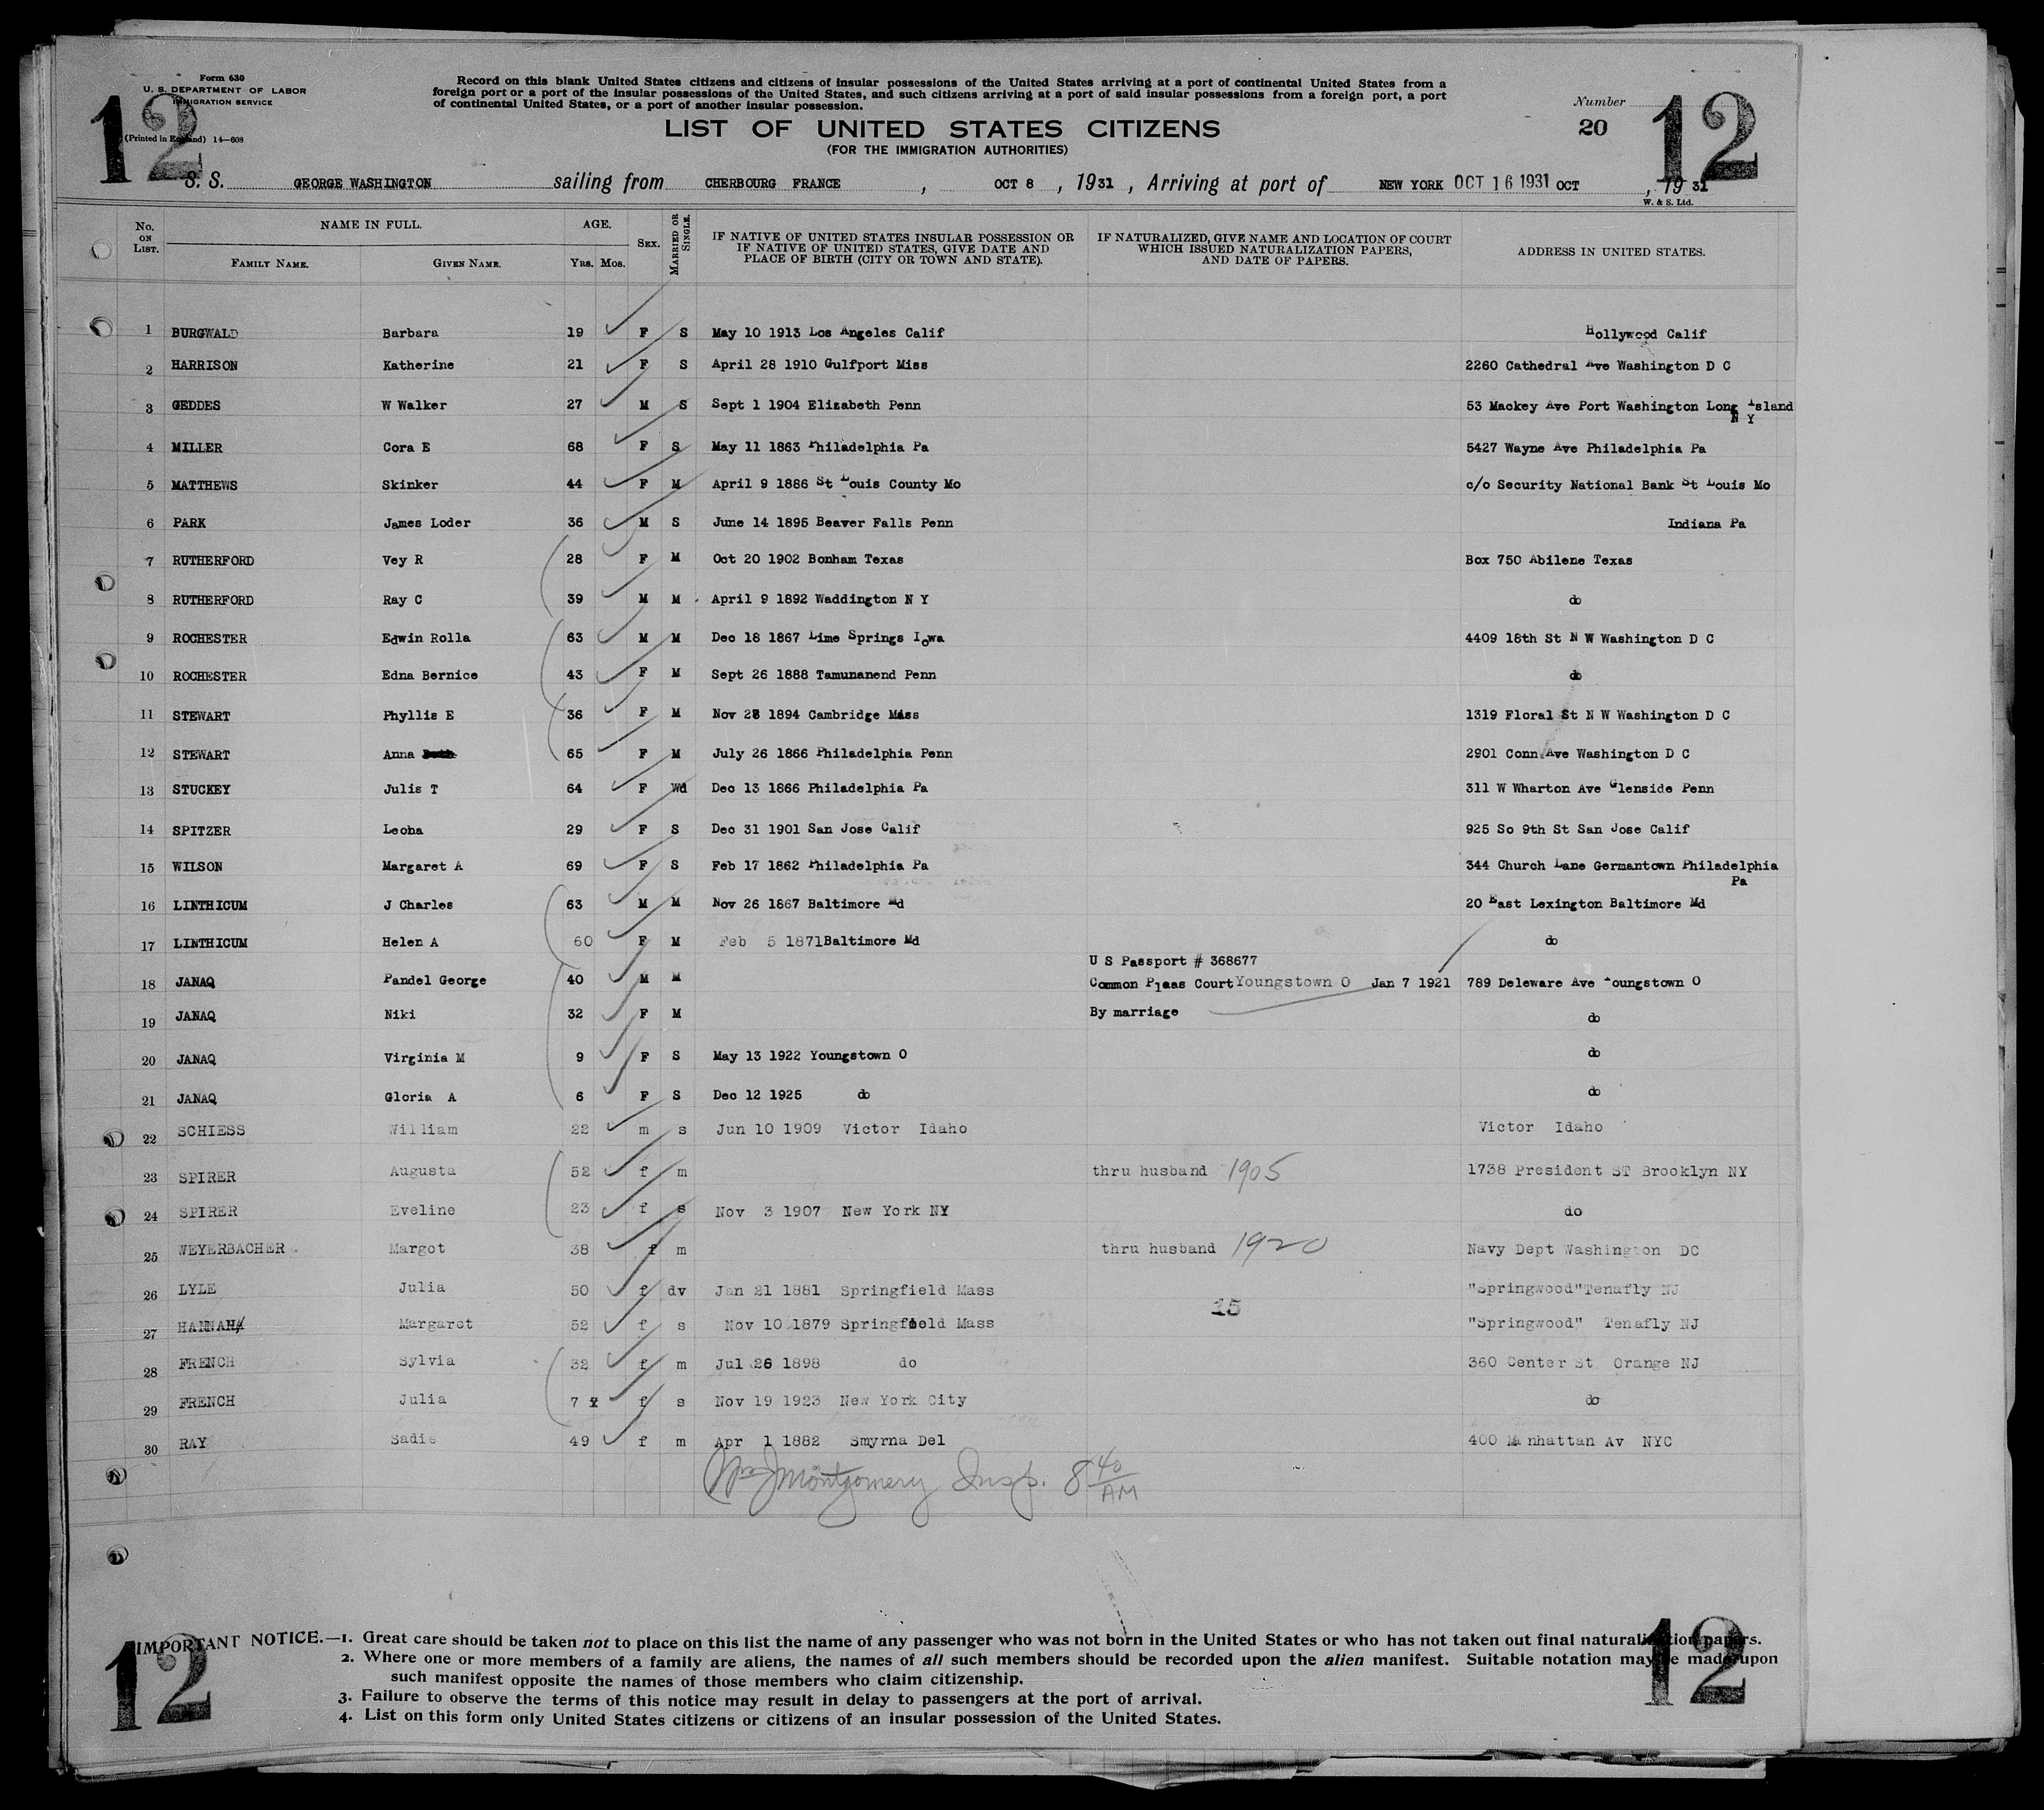 Form 630
U. S. DEPARTMENT OF LABOR
IMMIGRATION SERVICE
(Printed in England) 14—608
12
Record on this blank United States citizens and citizens of insular possessions of the United States arriving at a port of continental United States from a
foreign port or a port of the insular possessions of the United States, and such citizens arriving at a port of said insular possessions from a foreign port, a port
of continental United States, or a port of another insular possession.
LIST OF UNITED STATES CITIZENS
(FOR THE IMMIGRATION AUTHORITIES)
Number
20
12
S. S. GEORGE WASHINGTON sailing from CHERBOURG FRANCE, OCT 8, 1931, Arriving at port of NEW YORK OCT 16 1931 OCT, 1931
W. & S. Ltd.
No. ON LIST. NAME IN FULL. FAMILY NAME. GIVEN NAME. AGE. Yrs. Mos. SEX. MARRIED OR SINGLE. IF NATIVE OF UNITED STATES INSULAR POSSESSION OR IF NATIVE OF UNITED STATES, GIVE DATE AND PLACE OF BIRTH (CITY OR TOWN AND STATE). IF NATURALIZED, GIVE NAME AND LOCATION OF COURT WHICH ISSUED NATURALIZATION PAPERS, AND DATE OF PAPERS. ADDRESS IN UNITED STATES.
1 BURGWALD Barbara 19 F S May 10 1913 Los Angeles Calif Hollywood Calif
2 HARRISON Katherine 21 F S April 28 1910 Gulfport Miss 2260 Cathedral Ave Washington D C
3 GEDDES W Walker 27 M S Sept 1 1904 Elizabeth Penn 53 Mackey Ave Port Washington Long Island
N Y
4 MILLER Cora E 68 F S May 11 1863 Philadelphia Pa 5427 Wayne Ave Philadelphia Pa
5 MATTHEWS Skinker 44 F M April 9 1886 St Louis County Mo c/o Security National Bank St Louis Mo
6 PARK James Loder 36 M S June 14 1895 Beaver Falls Penn Indiana Pa
7 RUTHERFORD Vey R 28 F M Oct 20 1902 Bonham Texas Box 750 Abilene Texas
8 RUTHERFORD Ray C 39 M M April 9 1892 Waddington N Y do
9 ROCHESTER Edwin Rolla 63 M M Dec 18 1867 Lime Springs Iowa 4409 18th St N W Washington D C
10 ROCHESTER Edna Bernice 43 F M Sept 26 1888 Tamunanend Penn do
11 STEWART Phyllis E 36 F M Nov 28 1894 Cambridge Mass 1319 Floral St N W Washington D C
12 STEWART Anna 65 F M July 26 1866 Philadelphia Penn 2901 Conn Ave Washington D C
13 STUCKEY Julis T 64 F Wd Dec 13 1866 Philadelphia Pa 311 W Wharton Ave Glenside Penn
14 SPITZER Leoha 29 F S Dec 31 1901 San Jose Calif 925 So 9th St San Jose Calif
15 WILSON Margaret A 69 F S Feb 17 1862 Philadelphia Pa 344 Church Lane Germantown Philadelphia
Pa
16 LINTHICUM J Charles 63 M M Nov 26 1867 Baltimore Md 20 East Lexington Baltimore Md
17 LINTHICUM Helen A 60 F M Feb 5 1871 Baltimore Md do
U S Passport # 368677
18 JANAQ Pandel George 40 M M Common Plaas Court Youngstown O Jan 7 1921 789 Deleware Ave Youngstown O
19 JANAQ Niki 32 F M By marriage do
20 JANAQ Virginia M 9 F S May 13 1922 Youngstown O do
21 JANAQ Gloria A 6 F S Dec 12 1925 do do
22 SCHIESS William 22 m s Jun 10 1909 Victor Idaho Victor Idaho
23 SPIRER Augusta 52 f m thru husband 1905 1738 President ST Brooklyn NY
24 SPIRER Eveline 23 f s Nov 3 1907 New York NY do
25 WEYERBACHER Margot 38 f m thru husband 1920 Navy Dept Washington DC
26 LYLE Julia 50 f dv Jan 21 1881 Springfield Mass "Springwood" Tenafly NJ
15
27 HANNAH Margaret 52 f s Nov 10 1879 Springfield Mass "Springwood" Tenafly NJ
28 FRENCH Sylvia 32 f m Jul 26 1898 do 360 Center St Orange NJ
29 FRENCH Julia 7 f s Nov 19 1923 New York City do
30 RAY Sadie 49 f m Apr 1 1882 Smyrna Del 400 Manhattan Av NYC
Wm J Montgomery Insp. 8 40 AM
IMPORTANT NOTICE.—1. Great care should be taken not to place on this list the name of any passenger who was not born in the United States or who has not taken out final naturalization papers.
2. Where one or more members of a family are aliens, the names of all such members should be recorded upon the alien manifest. Suitable notation may be made upon
such manifest opposite the names of those members who claim citizenship.
3. Failure to observe the terms of this notice may result in delay to passengers at the port of arrival.
4. List on this form only United States citizens or citizens of an insular possession of the United States.
12
12